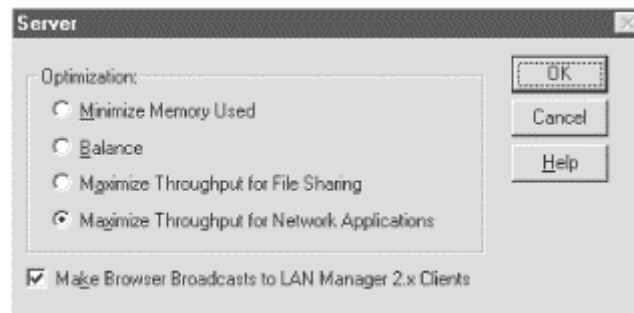 Server
Optimization:
Minimize Memory Used
Balance
Maximize Throughput for File Sharing
Maximize Throughput for Network Applications
Make Browser Broadcasts to LAN Manager 2.x Clients
OK
Cancel
Help